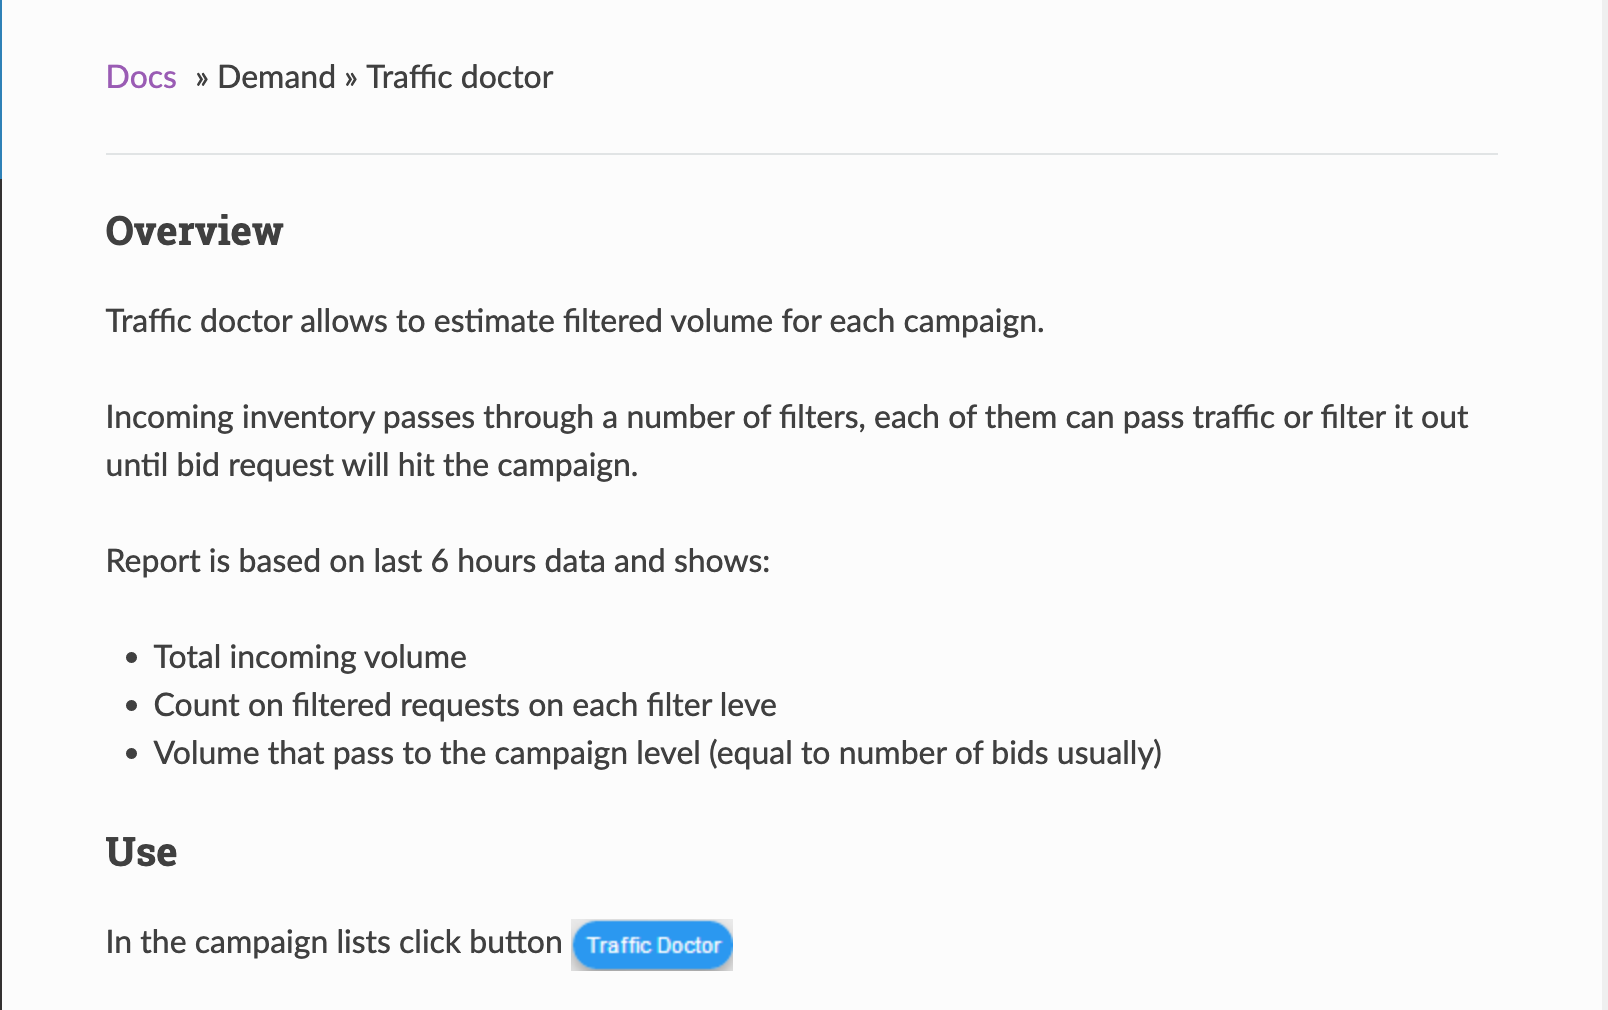 Docs » Demand » Traffic doctor
Overview
Traffic doctor allows to estimate filtered volume for each campaign.
Incoming inventory passes through a number of filters, each of them can pass traffic or filter it out
until bid request will hit the campaign.
Report is based on last 6 hours data and shows:
• Total incoming volume
• Count on filtered requests on each filter leve
• Volume that pass to the campaign level (equal to number of bids usually)
Use
In the campaign lists click button Traffic Doctor